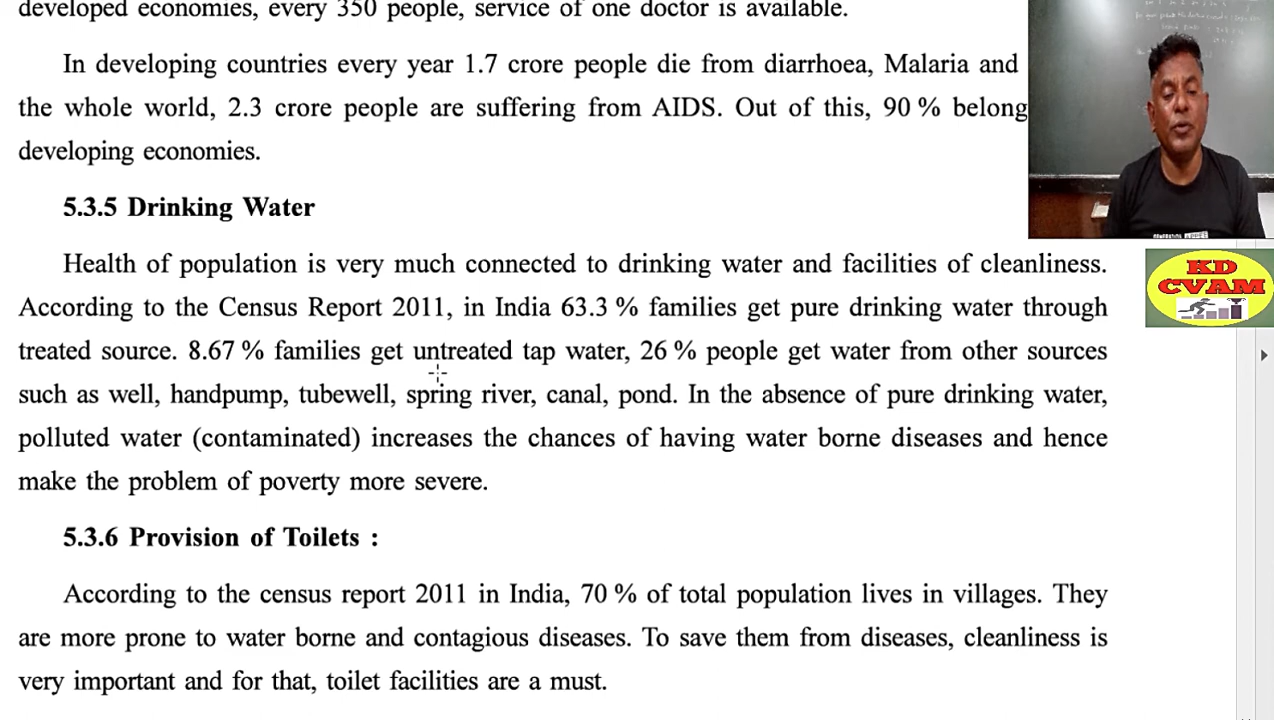 developed economies, every 350 people, service of one doctor is available.
In developing countries every year 1.7 crore people die from diarrhoea, Malaria and
the whole world, 2.3 crore people are suffering from AIDS. Out of this, 90 % belong
developing economies.
5.3.5 Drinking Water
Health of population is very much connected to drinking water and facilities of cleanliness.
According to the Census Report 2011, in India 63.3 % families get pure drinking water through
treated source. 8.67 % families get untreated tap water, 26 % people get water from other sources
such as well, handpump, tubewell, spring river, canal, pond. In the absence of pure drinking water,
polluted water (contaminated) increases the chances of having water borne diseases and hence
make the problem of poverty more severe.
5.3.6 Provision of Toilets :
According to the census report 2011 in India, 70 % of total population lives in villages. They
are more prone to water borne and contagious diseases. To save them from diseases, cleanliness is
very important and for that, toilet facilities are a must.
KD
CVAM